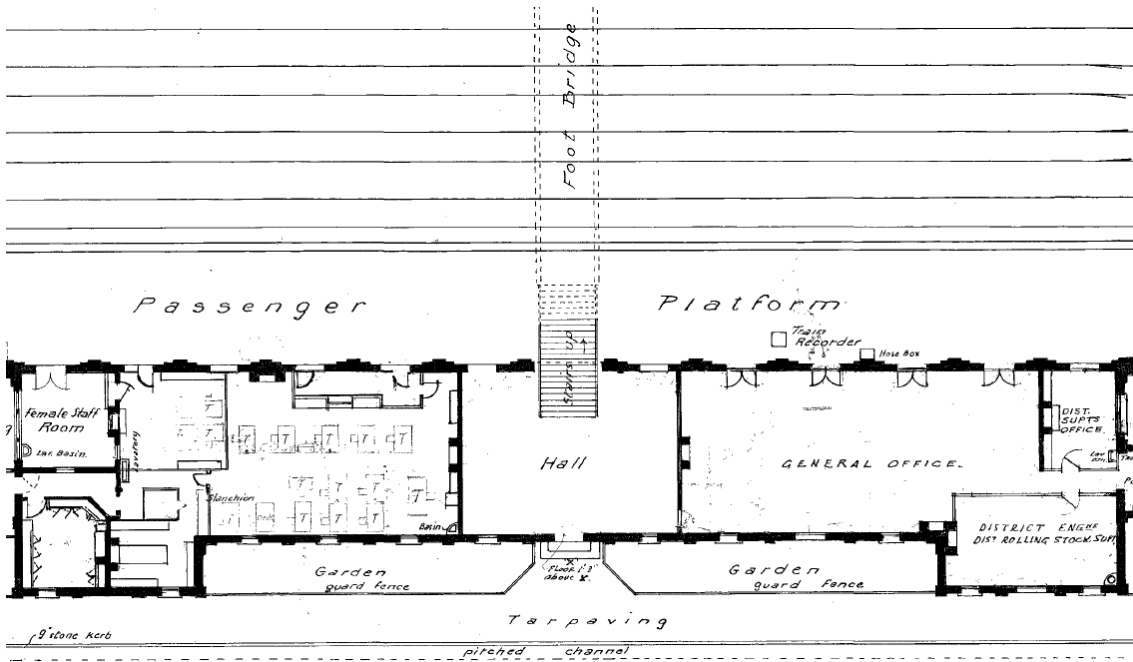 Foot Bridge
Passenger Platform
Train
Recorder
Hose Box
Stairs up
Female Staff
Room
Lav. Basin.
Lavatory
Stanchion
T T
T
T T T T T
T T T T
T T T T T
Basin
Hall
GENERAL OFFICE.
DIST.
SUPTS
OFFICE.
Lav
DISTRICT ENGNR
DIST ROLLING STOCK SUPT
Garden
guard fence
X
FLOOR 1'3"
above X.
Garden
guard fence
Tarpaving
9" stone kerb
pitched channel